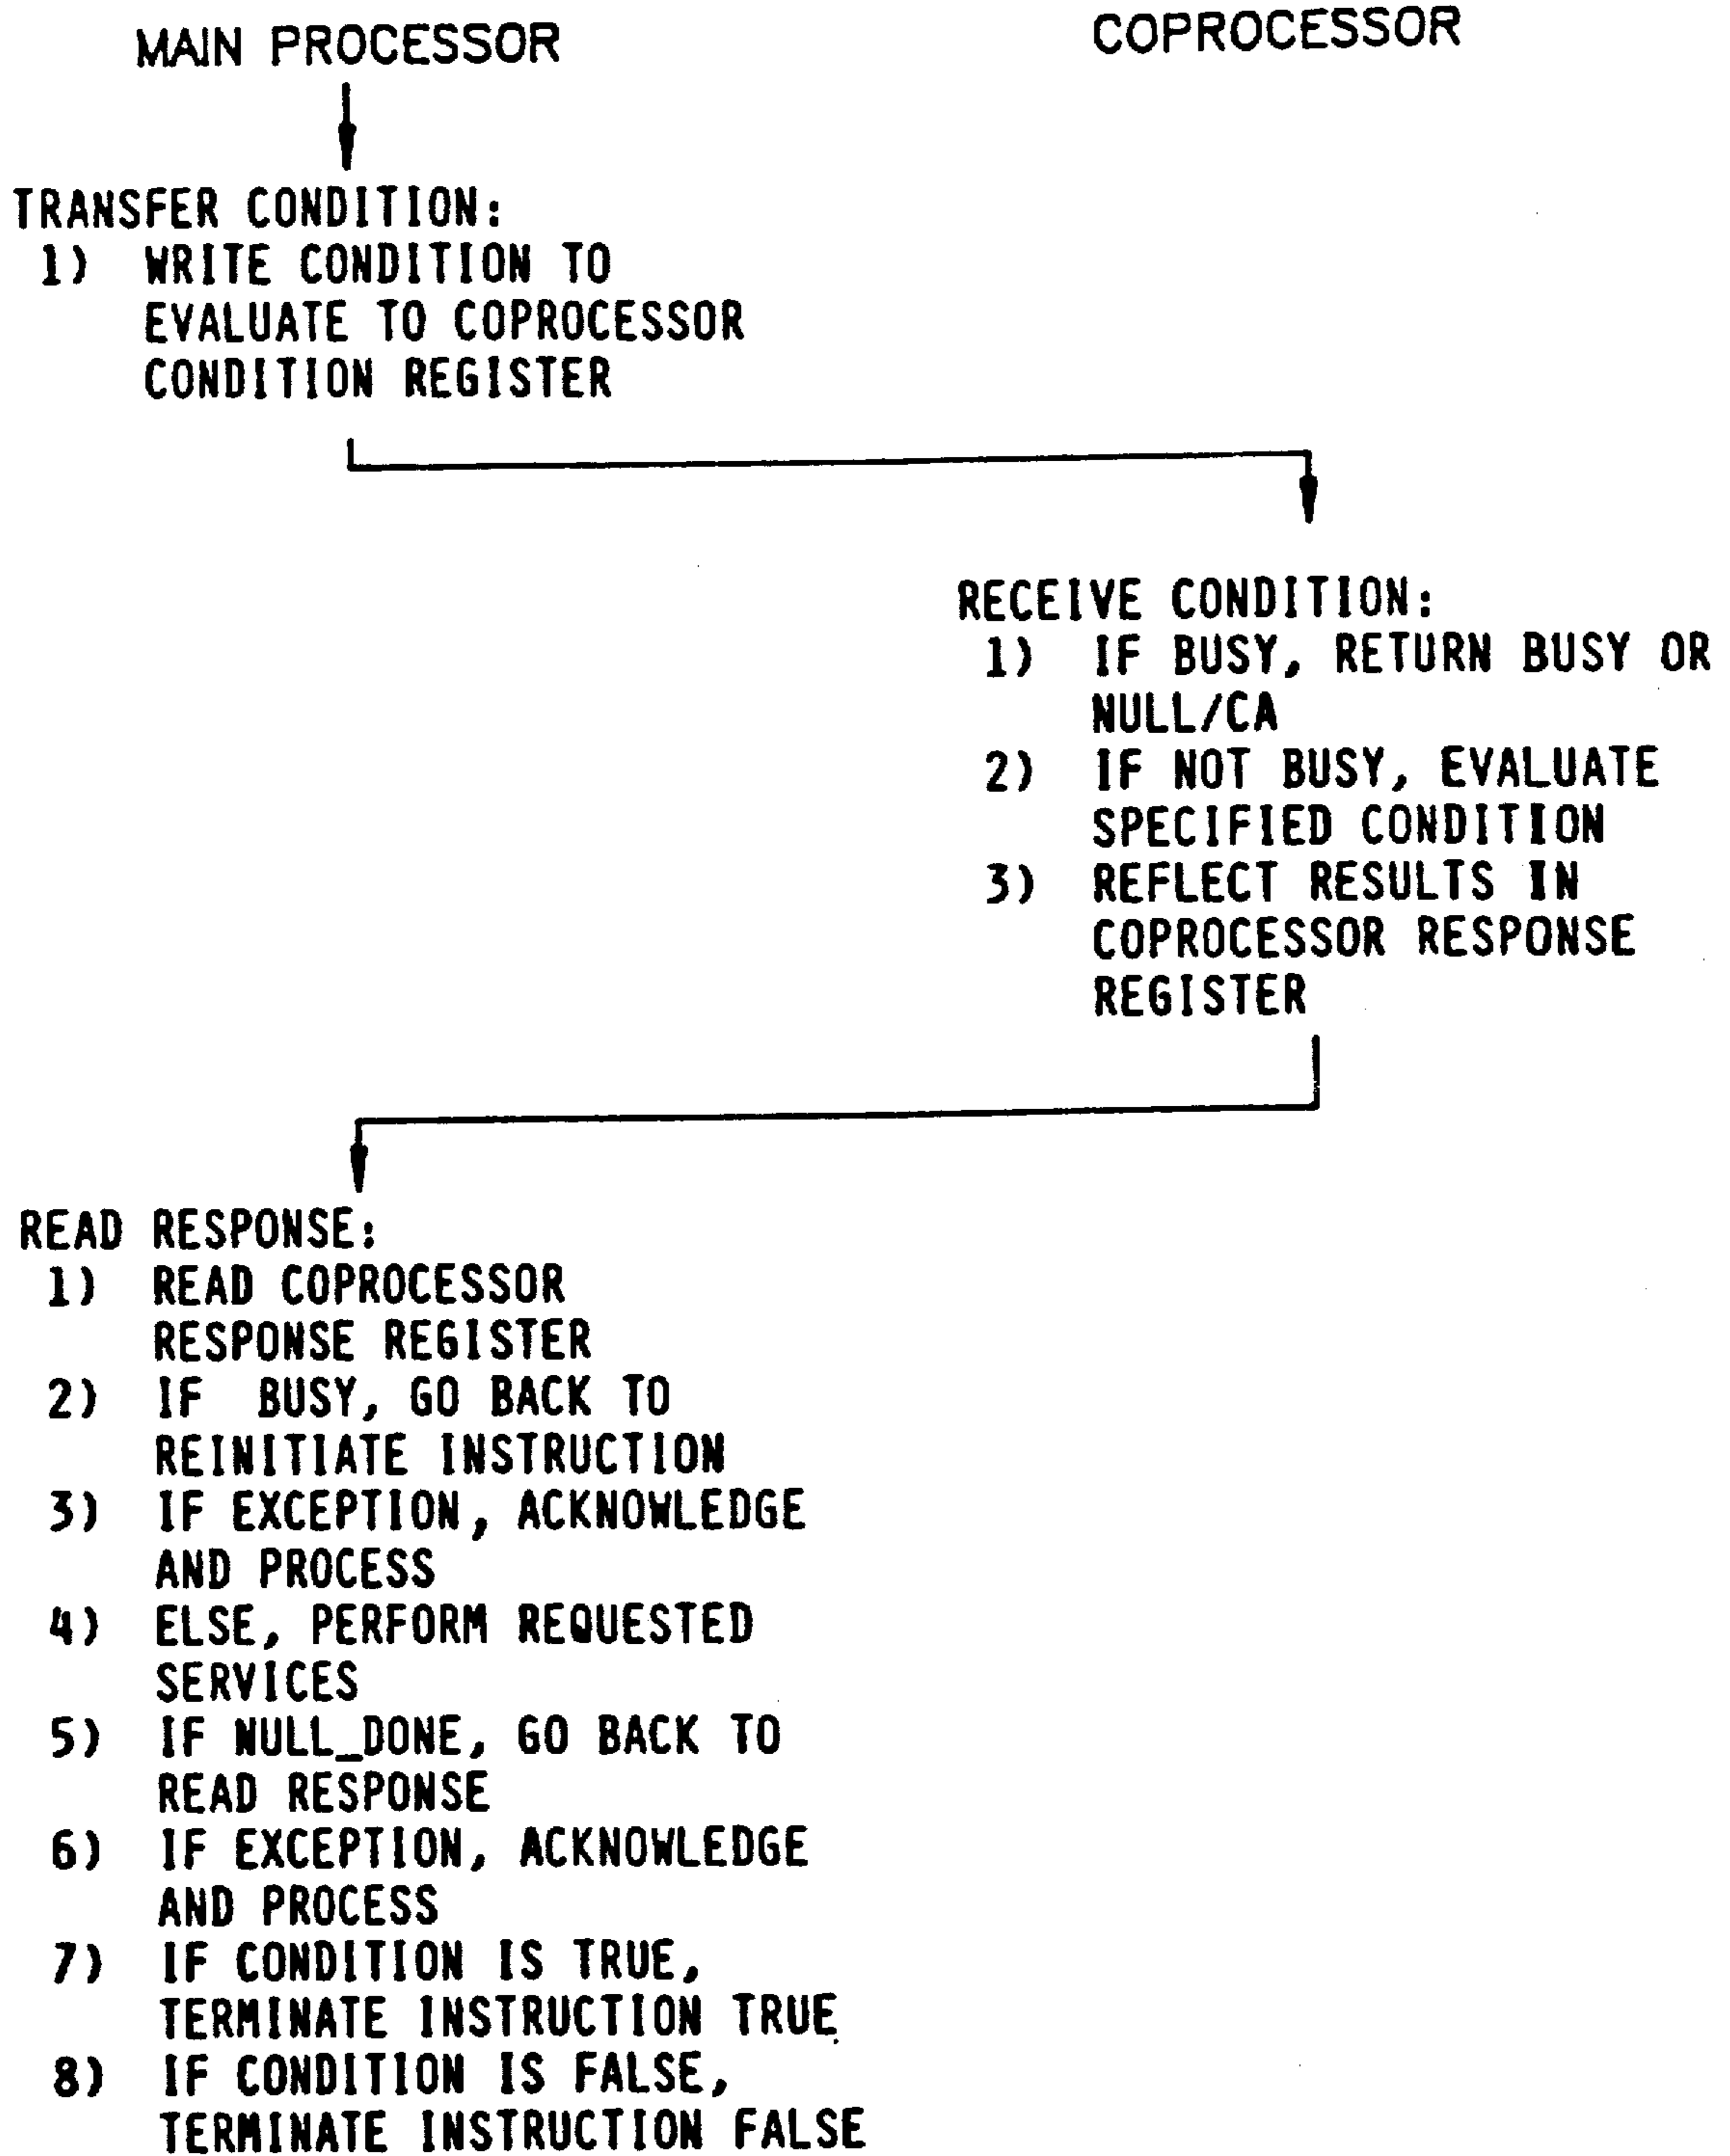 MAIN PROCESSOR
COPROCESSOR
TRANSFER CONDITION:
1) WRITE CONDITION TO
EVALUATE TO COPROCESSOR
CONDITION REGISTER
RECEIVE CONDITION:
1) IF BUSY, RETURN BUSY OR
NULL/CA
2) IF NOT BUSY, EVALUATE
SPECIFIED CONDITION
3) REFLECT RESULTS IN
COPROCESSOR RESPONSE
REGISTER
READ RESPONSE:
1) READ COPROCESSOR
RESPONSE REGISTER
2) IF BUSY, GO BACK TO
REINITIATE INSTRUCTION
3) IF EXCEPTION, ACKNOWLEDGE
AND PROCESS
4) ELSE, PERFORM REQUESTED
SERVICES
5) IF NULL_DONE, GO BACK TO
READ RESPONSE
6) IF EXCEPTION, ACKNOWLEDGE
AND PROCESS
7) IF CONDITION IS TRUE,
TERMINATE INSTRUCTION TRUE
8) IF CONDITION IS FALSE,
TERMINATE INSTRUCTION FALSE